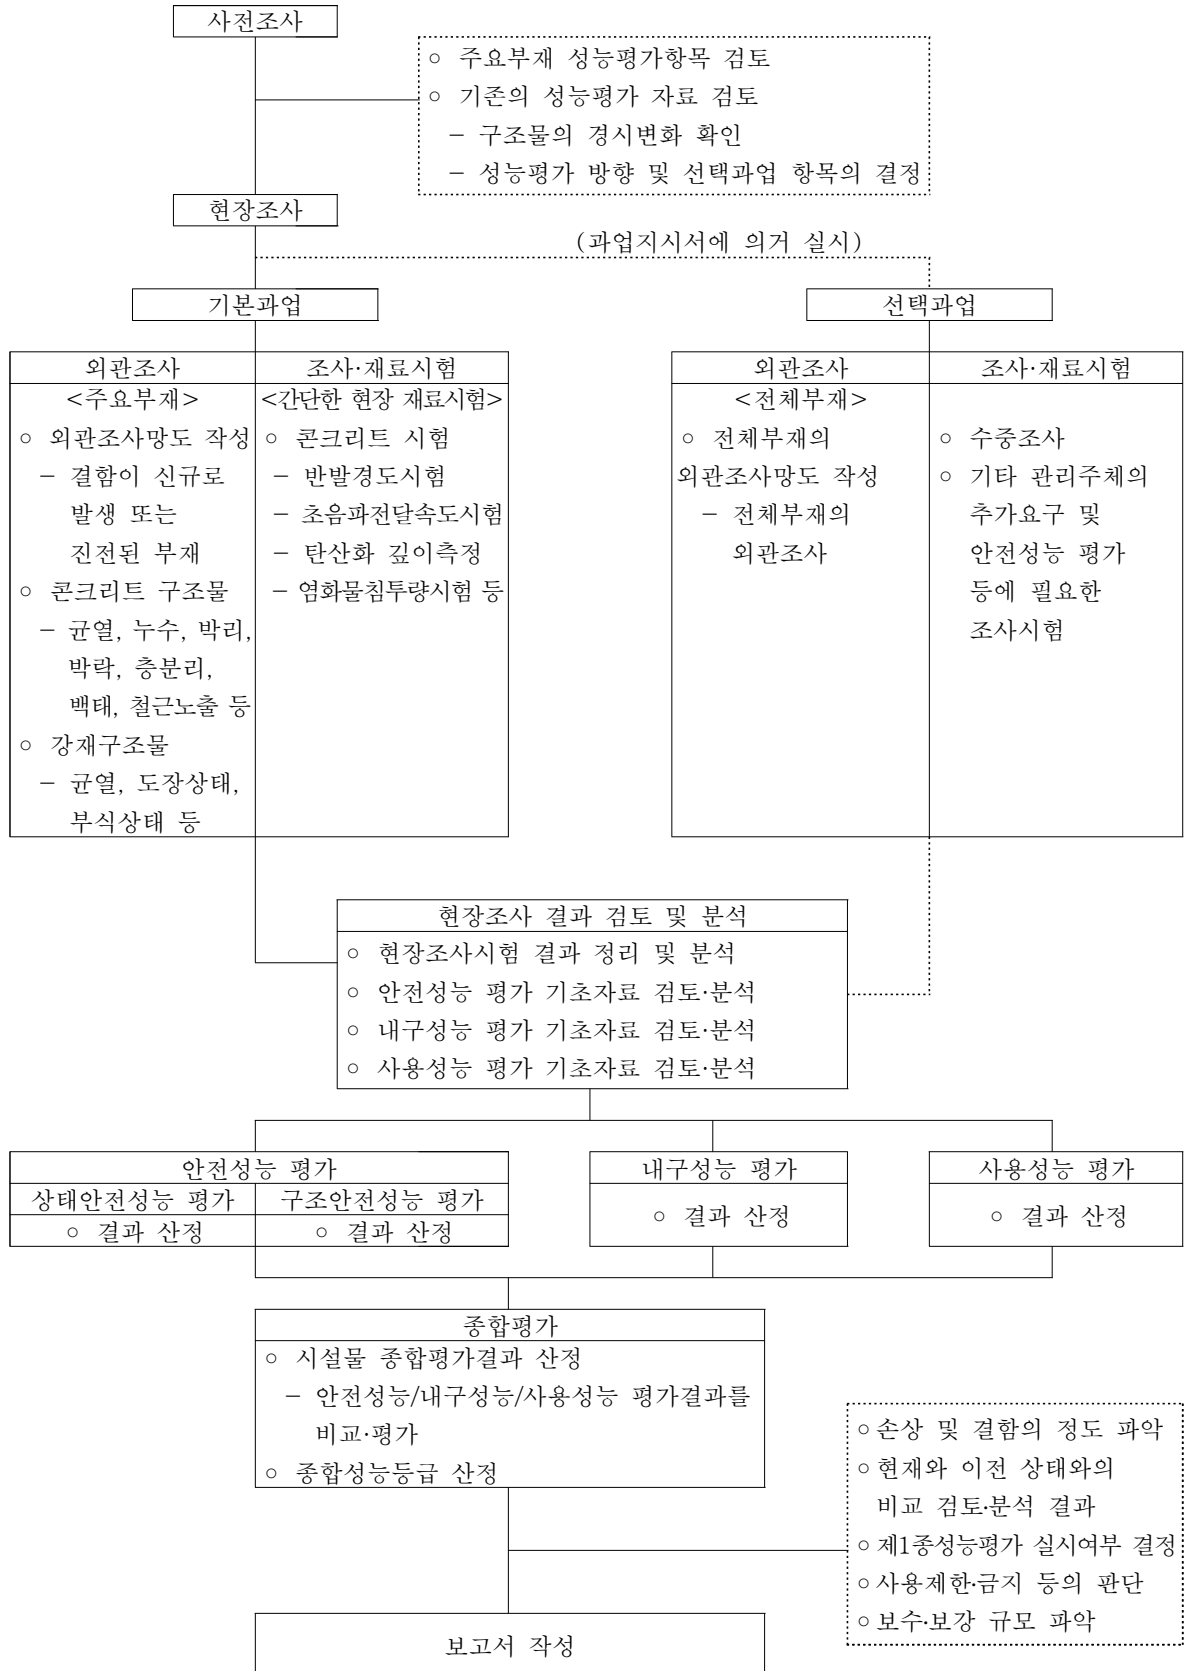 사전조사
○ 주요부재 성능평가항목 검토
○ 기존의 성능평가 자료 검토
− 구조물의 경시변화 확인
− 성능평가 방향 및 선택과업 항목의 결정
현장조사
(과업지시서에 의거 실시)
기본과업
선택과업
외관조사
<주요부재>
○ 외관조사망도 작성
− 결함이 신규로
발생 또는
진전된 부재
○ 콘크리트 구조물
− 균열, 누수, 박리,
박락, 층분리,
백태, 철근노출 등
○ 강재구조물
− 균열, 도장상태,
부식상태 등
조사·재료시험
<간단한 현장 재료시험>
○ 콘크리트 시험
− 반발경도시험
− 초음파전달속도시험
− 탄산화 깊이측정
− 염화물침투량시험 등
외관조사
<전체부재>
○ 전체부재의
외관조사망도 작성
− 전체부재의
외관조사
조사·재료시험
○ 수중조사
○ 기타 관리주체의
추가요구 및
안전성능 평가
등에 필요한
조사시험
현장조사 결과 검토 및 분석
○ 현장조사시험 결과 정리 및 분석
○ 안전성능 평가 기초자료 검토·분석
○ 내구성능 평가 기초자료 검토·분석
○ 사용성능 평가 기초자료 검토·분석
안전성능 평가
상태안전성능 평가
○ 결과 산정
구조안전성능 평가
○ 결과 산정
내구성능 평가
○ 결과 산정
사용성능 평가
○ 결과 산정
종합평가
○ 시설물 종합평가결과 산정
− 안전성능/내구성능/사용성능 평가결과를
비교·평가
○ 종합성능등급 산정
○ 손상 및 결함의 정도 파악
○ 현재와 이전 상태와의
비교 검토·분석 결과
○ 제1종성능평가 실시여부 결정
○ 사용제한·금지 등의 판단
○ 보수·보강 규모 파악
보고서 작성